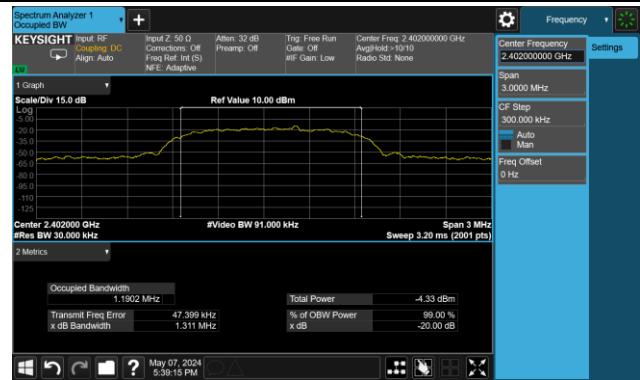 Spectrum Analyzer 1
Occupied BW
+
Frequency
KEYSIGHT
Input: RF
Coupling: DC
Align: Auto
Input Z: 50 Ω
Corrections: Off
Freq Ref: Int (S)
NFE: Adaptive
Atten: 32 dB
Preamp: Off
Trig: Free Run
Gate: Off
#IF Gain: Low
Center Freq: 2.402000000 GHz
Avg|Hold:>10/10
Radio Std: None
Center Frequency
2.402000000 GHz
Settings
Span
3.0000 MHz
CF Step
300.000 kHz
Auto
Man
Freq Offset
0 Hz
1 Graph
Scale/Div 15.0 dB
Ref Value 10.00 dBm
Log
-5.00
-20.0
-35.0
-50.0
-65.0
-80.0
-95.0
-110
-125
Center 2.402000 GHz
#Video BW 91.000 kHz
Span 3 MHz
#Res BW 30.000 kHz
Sweep 3.20 ms (2001 pts)
2 Metrics
Occupied Bandwidth
1.1902 MHz
Total Power
-4.33 dBm
Transmit Freq Error
47.399 kHz
% of OBW Power
99.00 %
x dB Bandwidth
1.311 MHz
x dB
-20.00 dB
?
May 07, 2024
5:39:15 PM